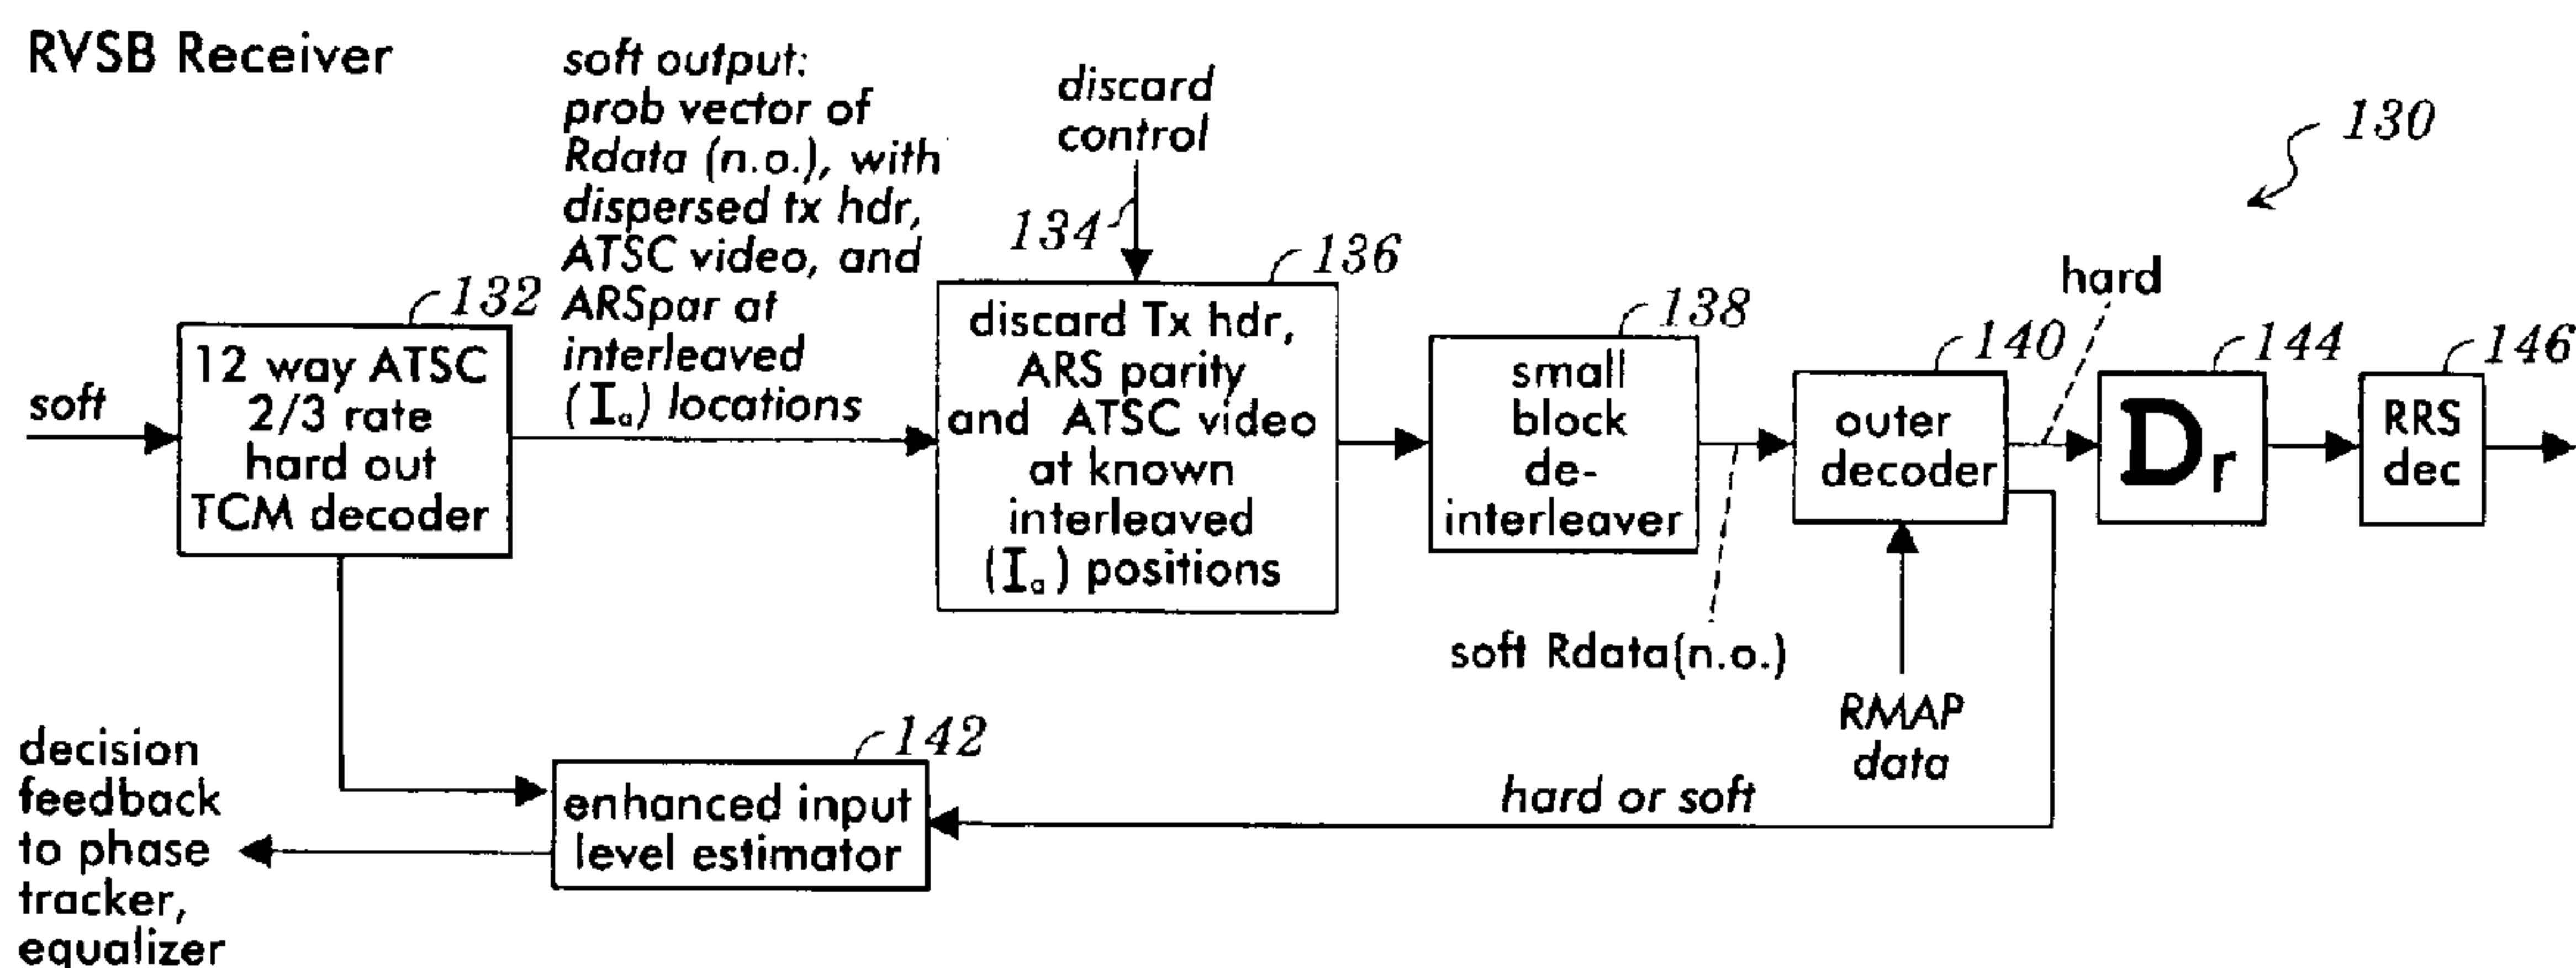 RVSB Receiver
soft output:
prob vector of
Rdata (n.o.), with
dispersed tx hdr,
ATSC video, and
ARSpar at
interleaved
(Ia) locations
discard
control
134
130
soft
132
12 way ATSC
2/3 rate
hard out
TCM decoder
136
discard Tx hdr,
ARS parity
and ATSC video
at known
interleaved
(Ia) positions
138
small
block
de-
interleaver
soft Rdata(n.o.)
140
outer
decoder
RMAP
data
hard
144
Dr
146
RRS
dec
142
enhanced input
level estimator
hard or soft
decision
feedback
to phase
tracker,
equalizer